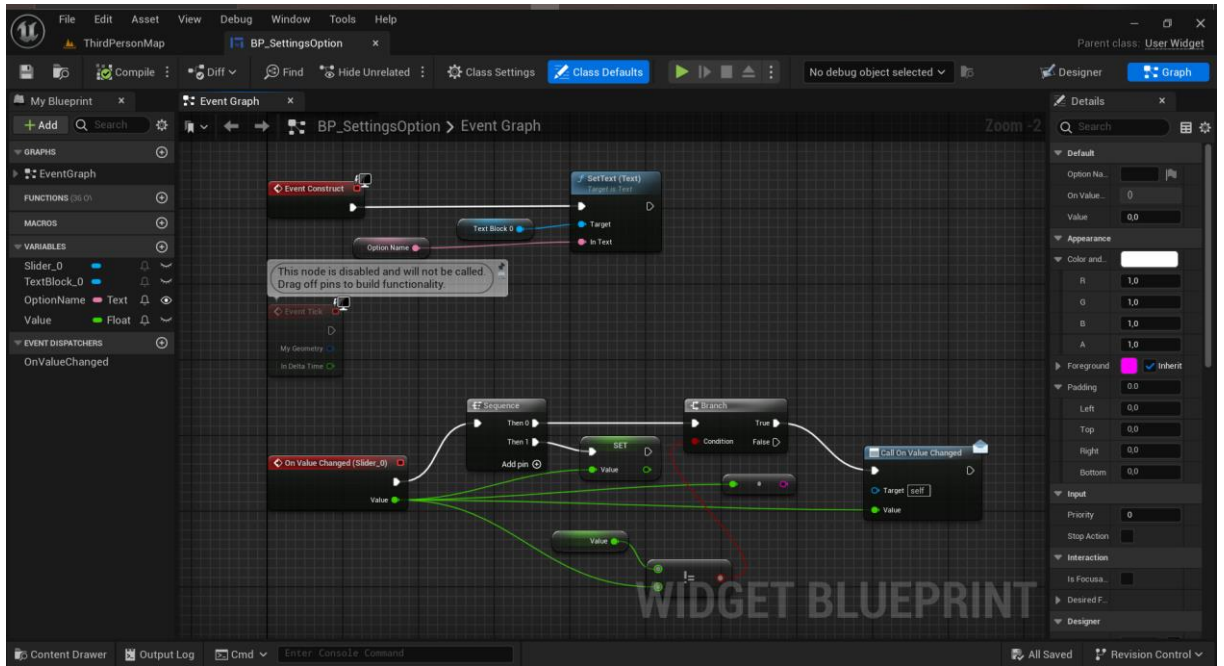 File Edit Asset View Debug Window Tools Help
ThirdPersonMap
BP_SettingsOption
Parent class: User Widget
Compile
Diff
Find
Hide Unrelated
Class Settings
Class Defaults
No debug object selected
Designer
Graph
My Blueprint
Add
Search
GRAPHS
EventGraph
FUNCTIONS
MACROS
VARIABLES
Slider_0
TextBlock_0
OptionName Text
Value Float
EVENT DISPATCHERS
OnValueChanged
Event Graph
BP_SettingsOption > Event Graph
Zoom -2
Event Construct
SetText (Text)
Target is Text
Target
In Text
Text Block 0
Option Name
This node is disabled and will not be called.
Drag off pins to build functionality.
Event Tick
My Geometry
In Delta Time
Sequence
Then 0
Then 1
Add pin
SET
Value
Branch
True
Condition False
Call On Value Changed
Target self
Value
On Value Changed (Slider_0)
Value
Value
!=
WIDGET BLUEPRINT
Details
Search
Default
Option Na..
On Value... 0
Value 0,0
Appearance
Color and..
R 1,0
G 1,0
B 1,0
A 1,0
Foreground Inherit
Padding 0.0
Left 0,0
Top 0,0
Right 0,0
Bottom 0,0
Input
Priority 0
Stop Action
Interaction
Is Focusa..
Desired F..
Designer
Content Drawer
Output Log
Cmd
Enter Console Command
All Saved
Revision Control